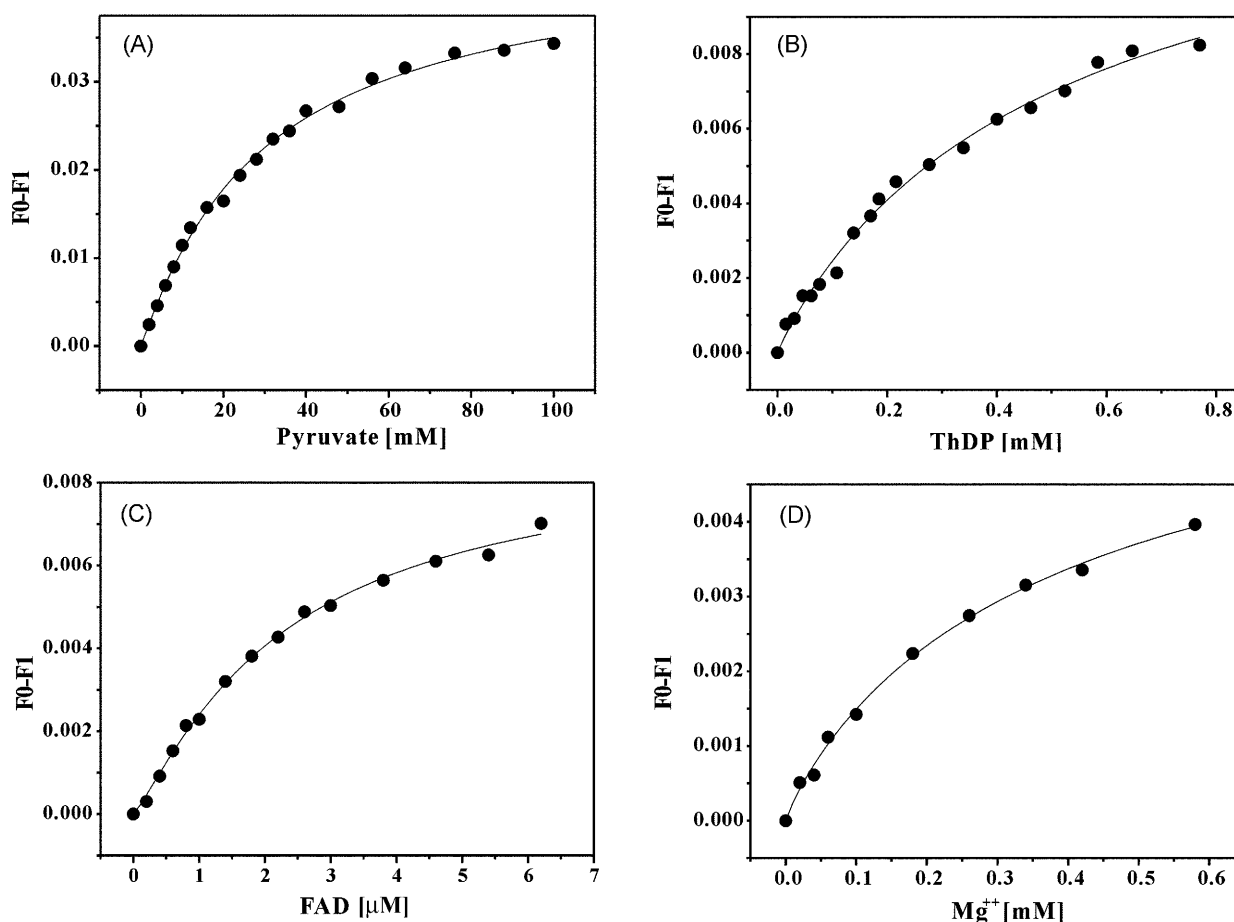 (A)
0.03
0.02
0.01
0.00
F0-F1
0 20 40 60 80 100
Pyruvate [mM]
(B)
0.008
0.006
0.004
0.002
0.000
F0-F1
0.0 0.2 0.4 0.6 0.8
ThDP [mM]
(C)
0.008
0.006
0.004
0.002
0.000
F0-F1
0 1 2 3 4 5 6 7
FAD [μM]
(D)
0.004
0.003
0.002
0.001
0.000
F0-F1
0.0 0.1 0.2 0.3 0.4 0.5 0.6
Mg⁺⁺ [mM]